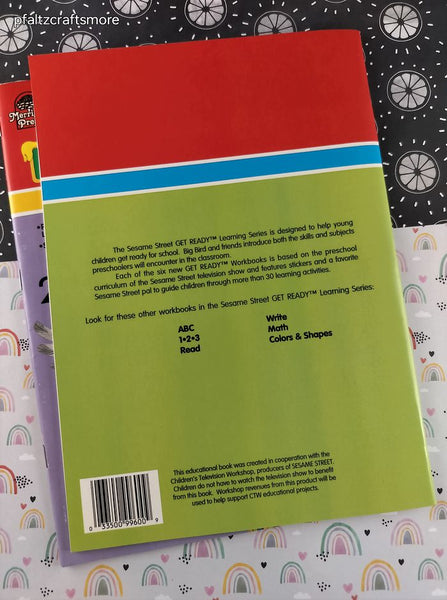 pfaltzcraftsmore
The Sesame Street GET READY™ Learning Series is designed to help young
children get ready for school. Big Bird and friends introduce both the skills and subjects
preschoolers will encounter in the classroom.
Each of the six new GET READY™ Workbooks is based on the preschool
curriculum of the Sesame Street television show and features stickers and a favorite
Sesame Street pal to guide children through more than 30 learning activities.
Look for these other workbooks in the Sesame Street GET READY™ Learning Series:
ABC
1•2•3
Read
Write
Math
Colors & Shapes
This educational book was created in cooperation with the
Children's Television Workshop, producers of SESAME STREET.
Children do not have to watch the television show to benefit
from this book. Workshop revenues from this product will be
used to help support CTW educational projects.
0 33500 99600 9